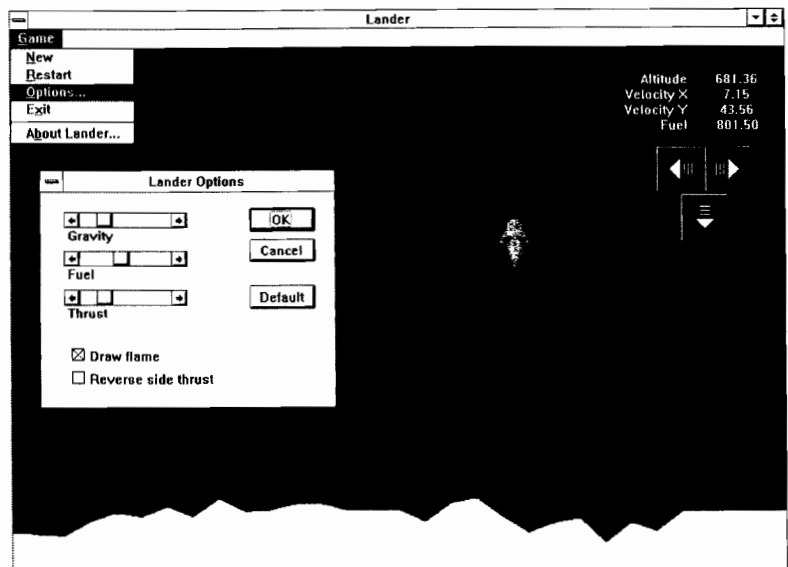 Lander
Game
New
Restart
Options...
Exit
About Lander...
Altitude 681.36
Velocity X 7.15
Velocity Y 43.56
Fuel 801.50
Lander Options
Gravity
Fuel
Thrust
OK
Cancel
Default
Draw flame
Reverse side thrust